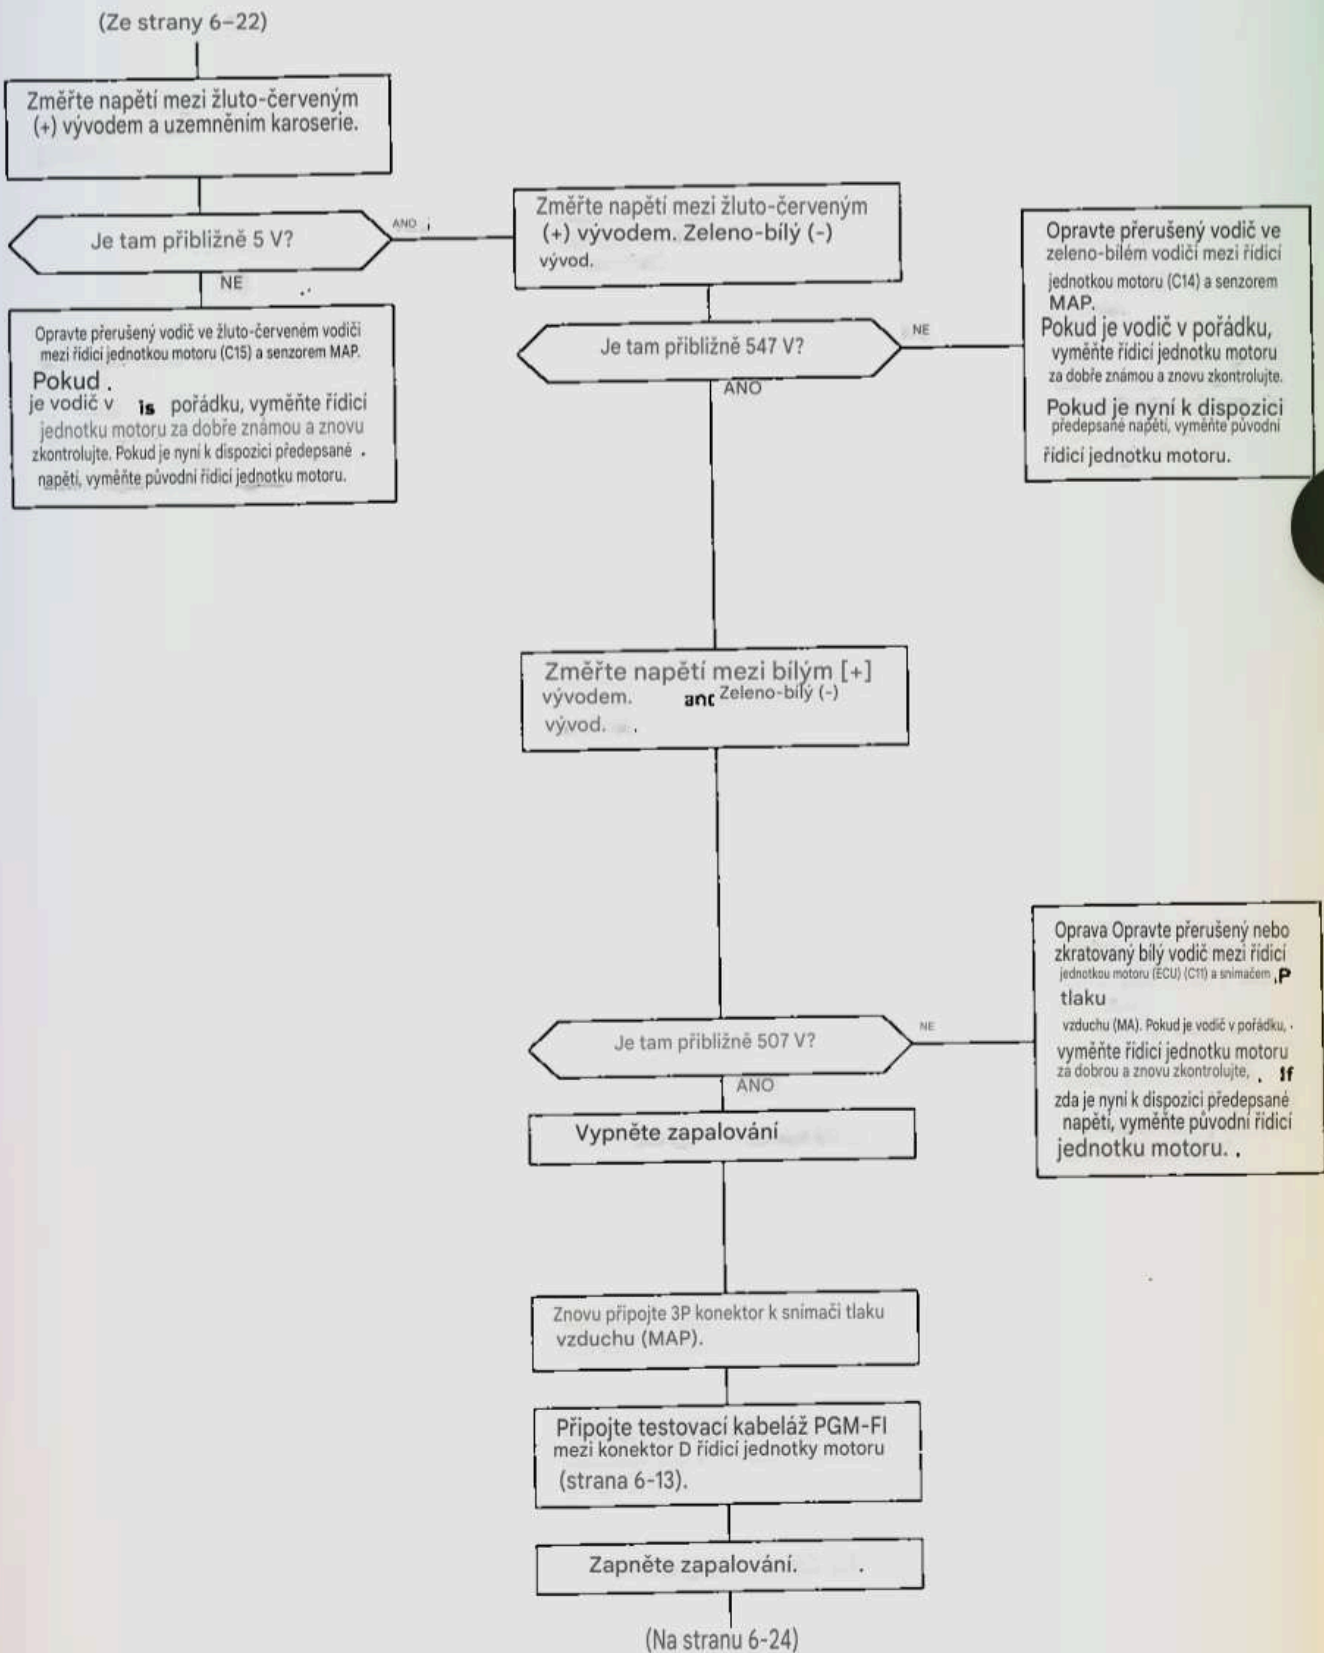 (Ze strany 6-22)
Změřte napětí mezi žluto-červeným
(+) vývodem a uzemněním karoserie.
Je tam přibližně 5 V?
ANO
NE
Opravte přerušený vodič ve žluto-červeném vodiči
mezi řídicí jednotkou motoru (C15) a senzorem MAP.
Pokud .
je vodič v is pořádku, vyměňte řídicí
jednotku motoru za dobře známou a znovu
zkontrolujte. Pokud je nyní k dispozici předepsané .
napětí, vyměňte původní řídicí jednotku motoru.
Změřte napětí mezi žluto-červeným
(+) vývodem. Zeleno-bílý (-)
vývod.
Je tam přibližně 547 V?
NE
ANO
Opravte přerušený vodič ve
zeleno-bílém vodiči mezi řídicí
jednotkou motoru (C14) a senzorem
MAP.
Pokud je vodič v pořádku,
vyměňte řídicí jednotku motoru
za dobře známou a znovu zkontrolujte.
Pokud je nyní k dispozici
předepsané napětí, vyměňte původní
řídicí jednotku motoru.
Změřte napětí mezi bílým [+]
vývodem. and Zeleno-bílý (-)
vývod. .
Je tam přibližně 507 V?
NE
ANO
Oprava Opravte přerušený nebo
zkratovaný bílý vodič mezi řídicí
jednotkou motoru (ECU) (C11) a snímačem P
tlaku
vzduchu (MA). Pokud je vodič v pořádku,
vyměňte řídicí jednotku motoru
za dobrou a znovu zkontrolujte, . If
zda je nyní k dispozici předepsané
napětí, vyměňte původní řídicí
jednotku motoru. .
Vypněte zapalování
Znovu připojte 3P konektor k snímači tlaku
vzduchu (MAP).
Připojte testovací kabeláž PGM-FI
mezi konektor D řídicí jednotky motoru
(strana 6-13).
Zapněte zapalování. .
(Na stranu 6-24)